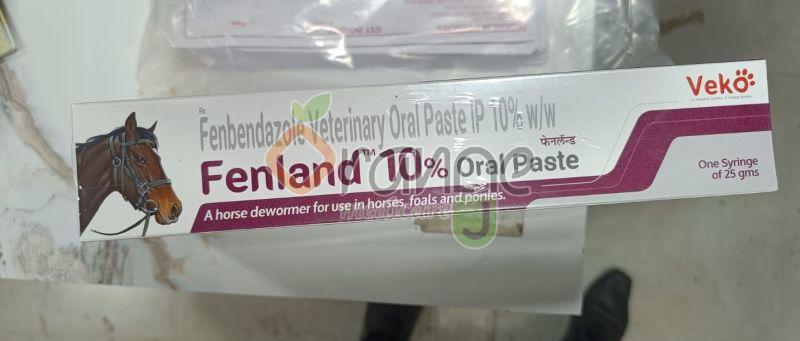 Veko
Rx
Fenbendazole Veterinary Oral Paste IP 10% w/w
फेनलॅन्ड
Fenland™ 10% Oral Paste
One Syringe
of 25 gms
A horse dewormer for use in horses, foals and ponies.
Orange